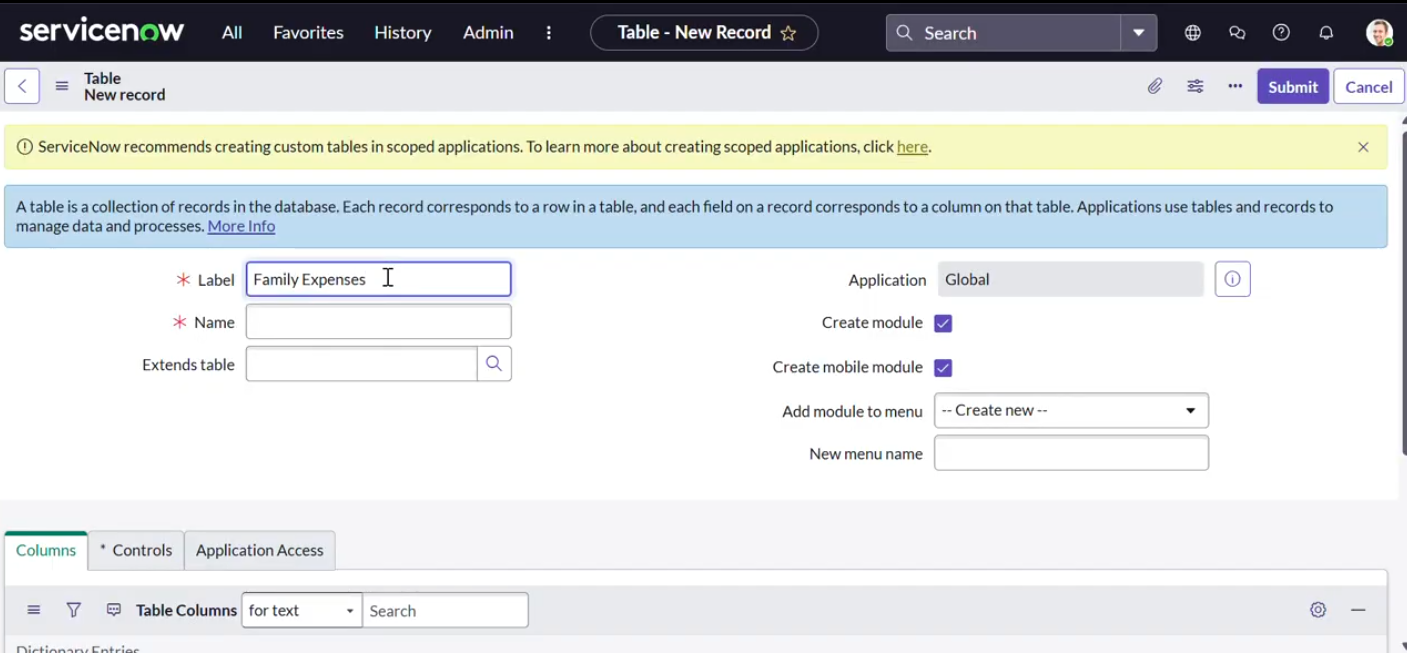 servicenow All Favorites History Admin Table - New Record Search
Table
New record
Submit Cancel
ServiceNow recommends creating custom tables in scoped applications. To learn more about creating scoped applications, click here.
A table is a collection of records in the database. Each record corresponds to a row in a table, and each field on a record corresponds to a column on that table. Applications use tables and records to
manage data and processes. More Info
* Label Family Expenses Application Global
* Name Create module
Extends table Create mobile module
Add module to menu -- Create new --
New menu name
Columns * Controls Application Access
Table Columns for text Search
Dictionary Entries